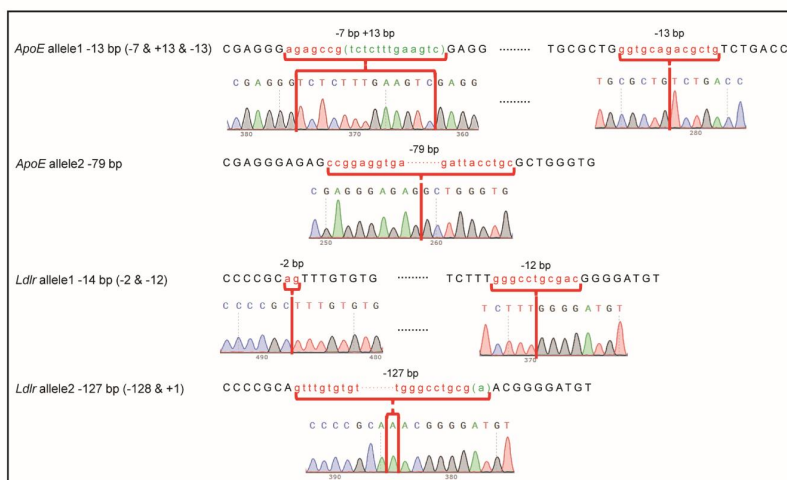 -7 bp +13 bp -13 bp
ApoE allele1 -13 bp (-7 & +13 & -13) CGAGGGagagccg(tctctttgaagtc)GAGG ········· TGCGCTGggtgcagacgctgTCTGACC
CGAGGGTCTCTTTGAAGTCGAGG TGCGCTGTCTGACC
·········
380 370 360 280
-79 bp
ApoE allele2 -79 bp CGAGGGAGAGccggaggtga·········gattacctgcGCTGGGTG
CGAGGGAGAGGCTGGGTG
250 260
-2 bp -12 bp
Ldlr allele1 -14 bp (-2 & -12) CCCCGCagTTTGTGTG ········· TCTTTgggcctgcgacGGGGATGT
CCCCGCTTTGTGTG TCTTTGGGGATGT
·········
490 480 370
-127 bp
Ldlr allele2 -127 bp (-128 & +1) CCCCGCAgtttgtgtgt·········tgggcctgcg(a)ACGGGGATGT
CCCCGCAAACGGGGATGT
390 380